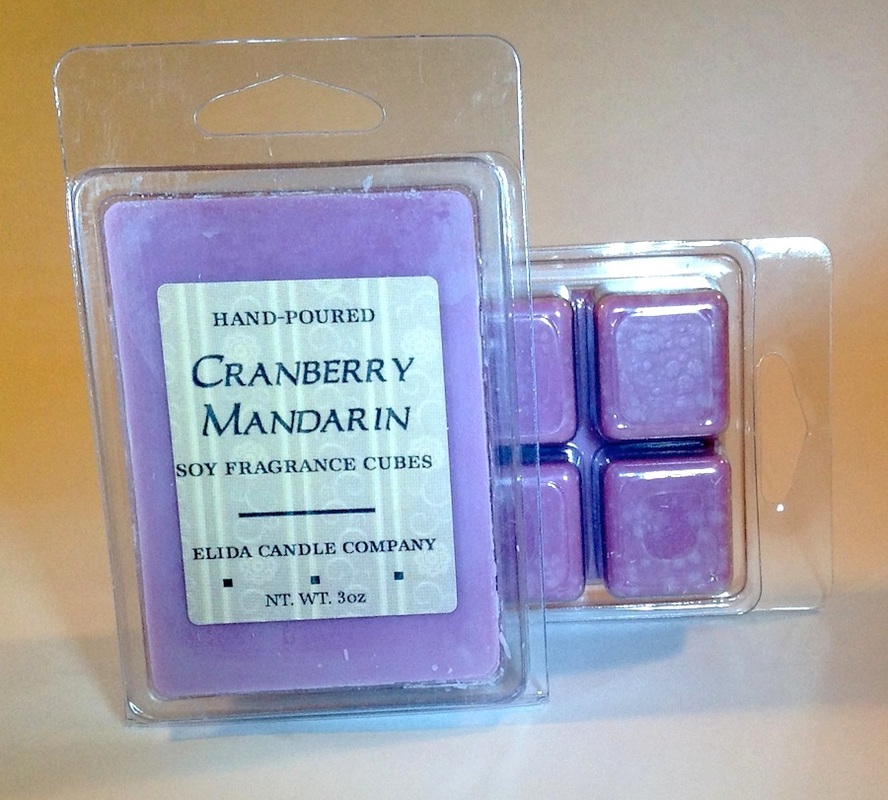 HAND-POURED
CRANBERRY
MANDARIN
SOY FRAGRANCE CUBES
ELIDA CANDLE COMPANY
NT. WT. 3oz